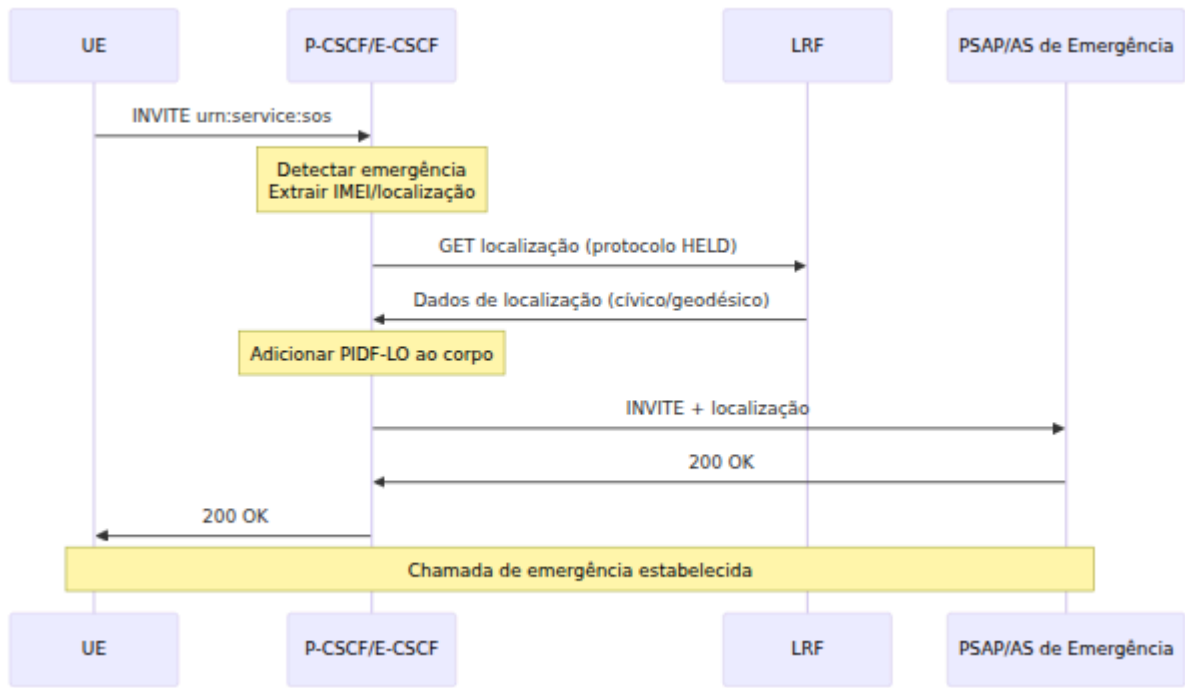 UE
P-CSCF/E-CSCF
LRF
PSAP/AS de Emergência
INVITE urn:service:sos
Detectar emergência
Extrair IMEI/localização
GET localização (protocolo HELD)
Dados de localização (cívico/geodésico)
Adicionar PIDF-LO ao corpo
INVITE + localização
200 OK
200 OK
Chamada de emergência estabelecida
UE
P-CSCF/E-CSCF
LRF
PSAP/AS de Emergência